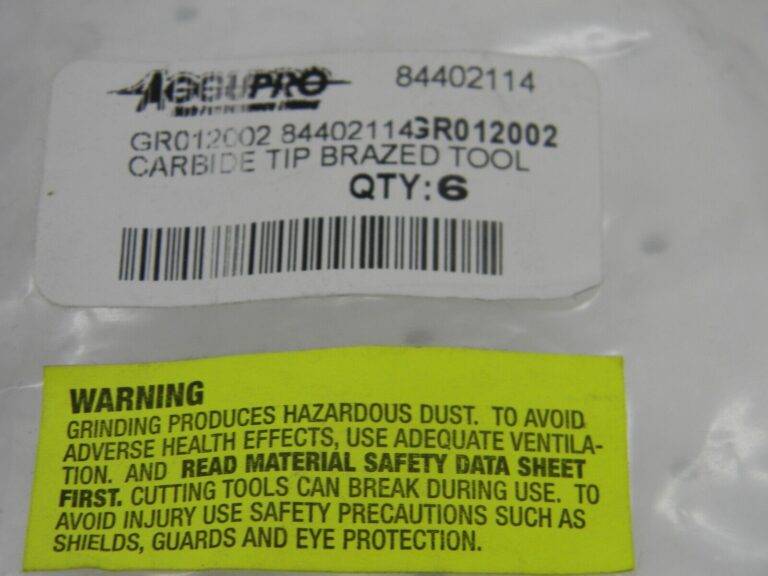 ACCUPRO 84402114
GR012002 84402114GR012002
CARBIDE TIP BRAZED TOOL
QTY:6
WARNING
GRINDING PRODUCES HAZARDOUS DUST. TO AVOID
ADVERSE HEALTH EFFECTS, USE ADEQUATE VENTILA-
TION. AND READ MATERIAL SAFETY DATA SHEET
FIRST. CUTTING TOOLS CAN BREAK DURING USE. TO
AVOID INJURY USE SAFETY PRECAUTIONS SUCH AS
SHIELDS, GUARDS AND EYE PROTECTION.